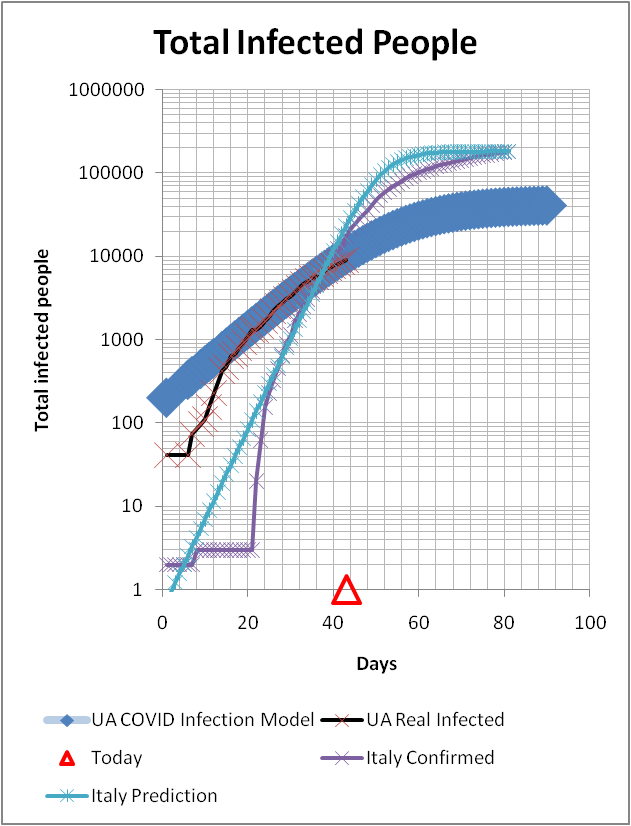 Total Infected People
Total infected people
1000000
100000
10000
1000
100
10
1
0 20 40 60 80 100
Days
UA COVID Infection Model UA Real Infected
Today Italy Confirmed
Italy Prediction